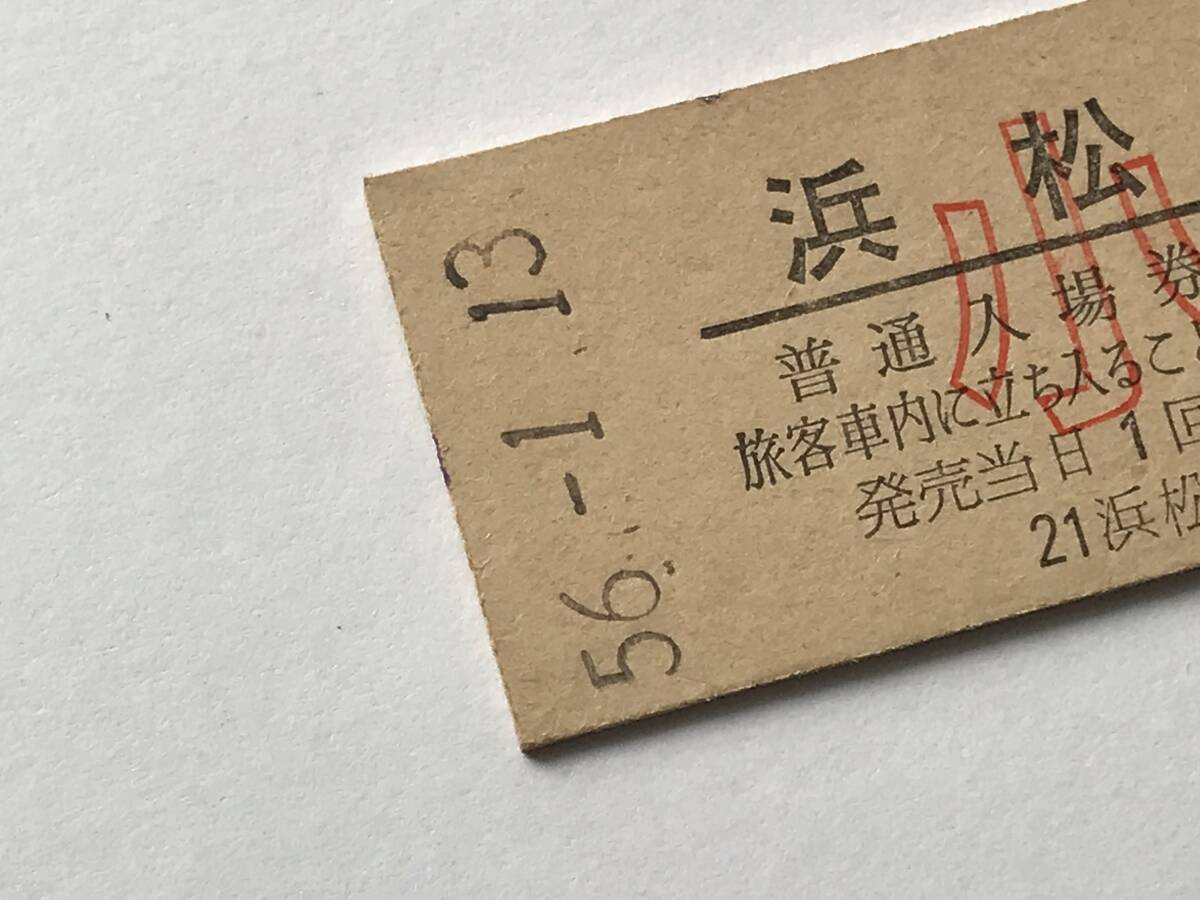 浜松
普通入場券
旅客車内に立ち入ること
発売当日1回
21浜松
小
56.-1.13